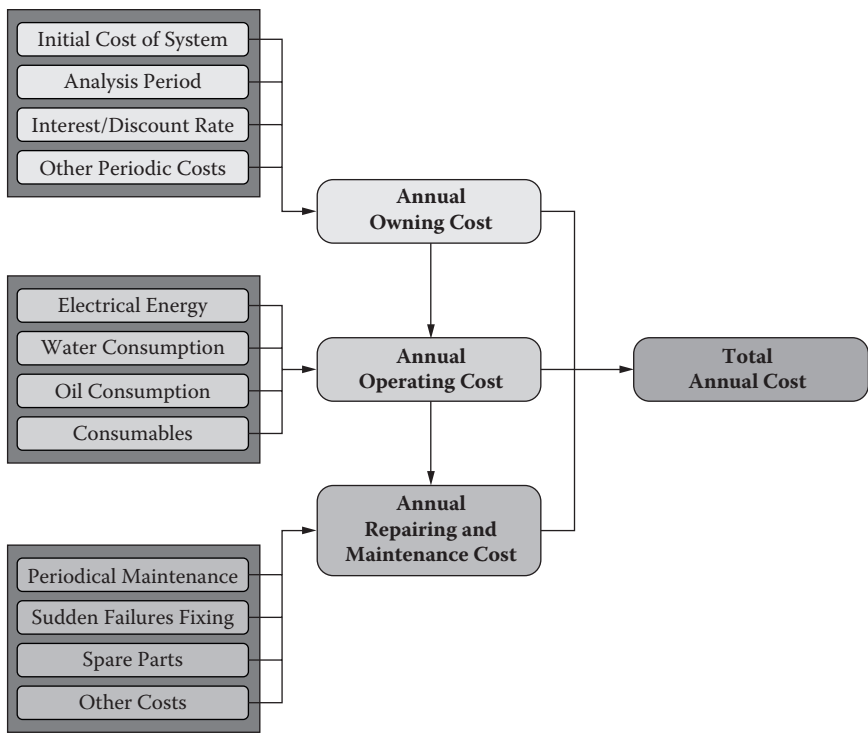 Initial Cost of System
Analysis Period
Interest/Discount Rate
Other Periodic Costs
Annual
Owning Cost
Electrical Energy
Water Consumption
Oil Consumption
Consumables
Annual
Operating Cost
Total
Annual Cost
Annual
Repairing and
Maintenance Cost
Periodical Maintenance
Sudden Failures Fixing
Spare Parts
Other Costs